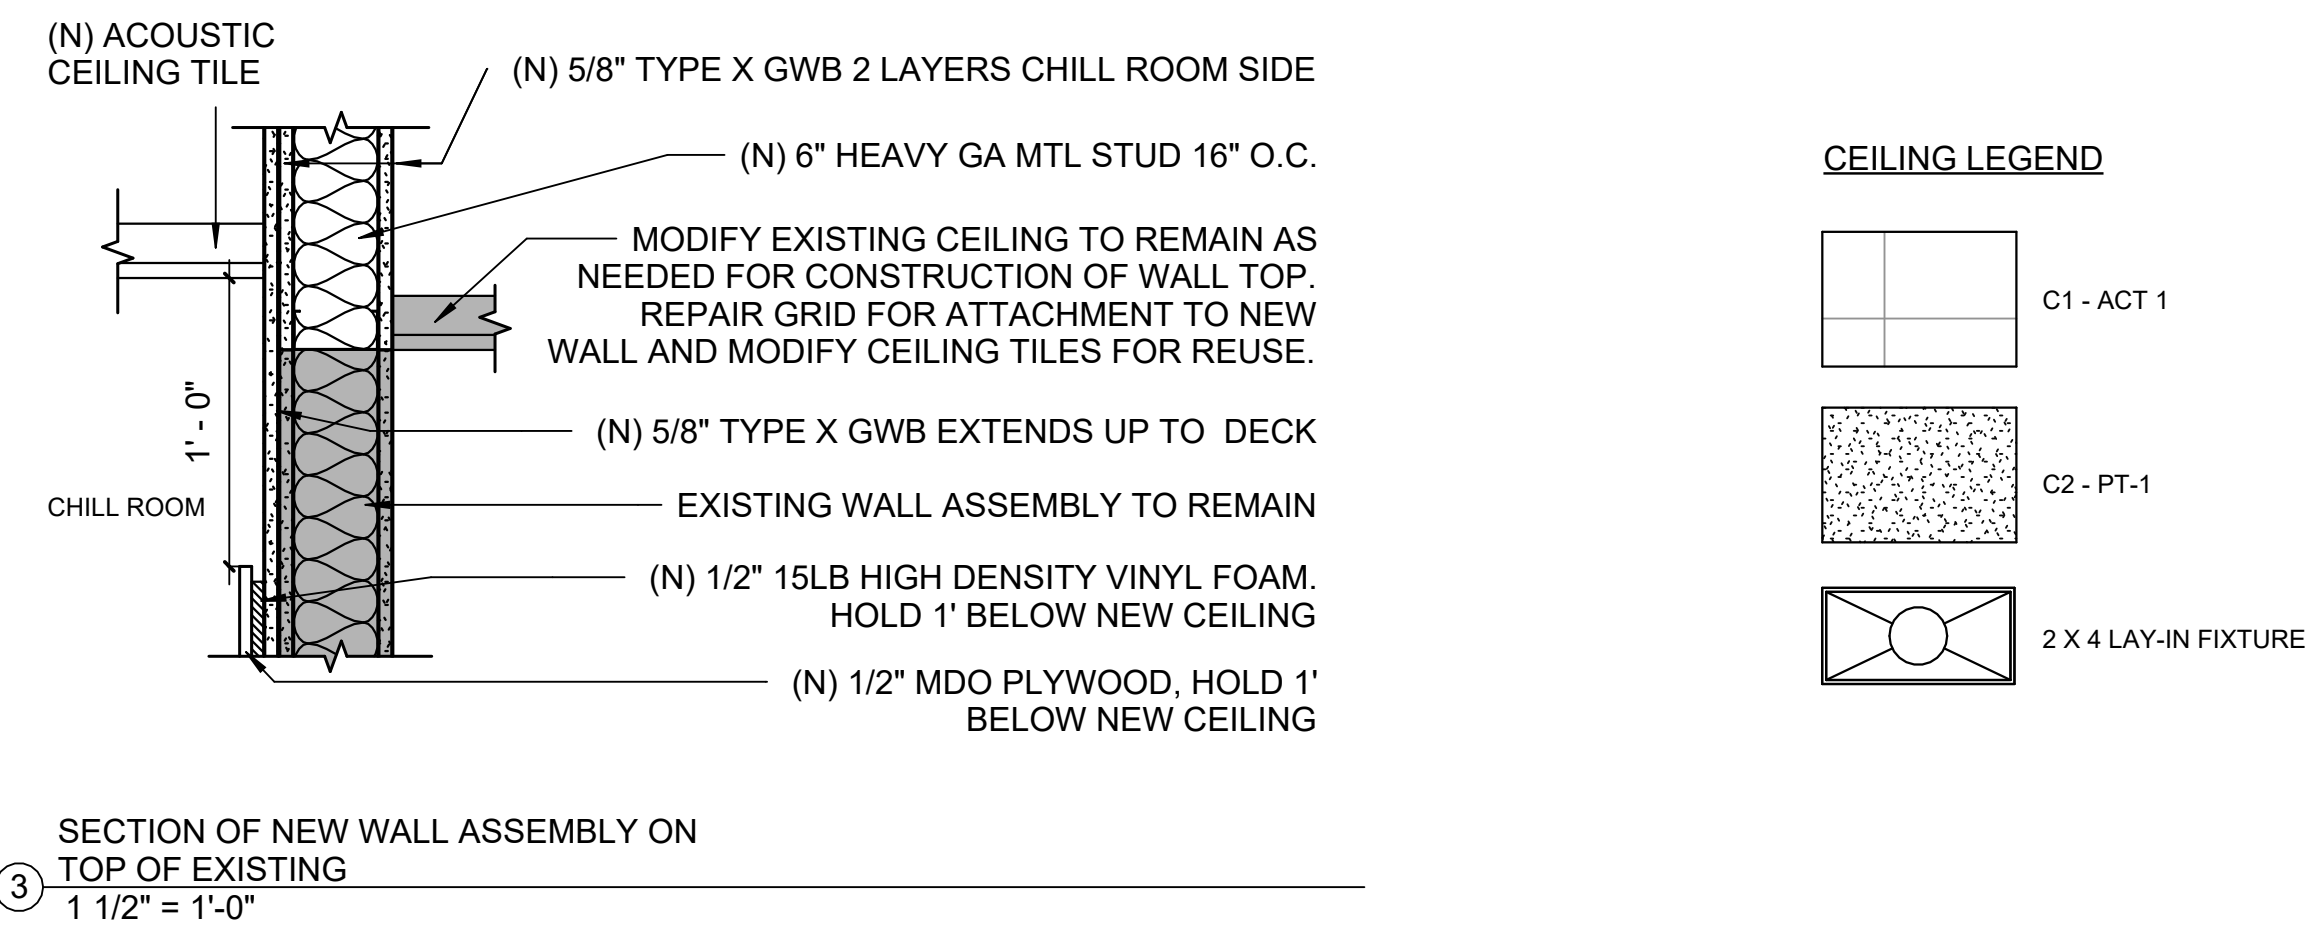 (N) ACOUSTIC
CEILING TILE
(N) 5/8" TYPE X GWB 2 LAYERS CHILL ROOM SIDE
(N) 6" HEAVY GA MTL STUD 16" O.C.
MODIFY EXISTING CEILING TO REMAIN AS
NEEDED FOR CONSTRUCTION OF WALL TOP.
REPAIR GRID FOR ATTACHMENT TO NEW
WALL AND MODIFY CEILING TILES FOR REUSE.
1' - 0"
(N) 5/8" TYPE X GWB EXTENDS UP TO DECK
CHILL ROOM
EXISTING WALL ASSEMBLY TO REMAIN
(N) 1/2" 15LB HIGH DENSITY VINYL FOAM.
HOLD 1' BELOW NEW CEILING
(N) 1/2" MDO PLYWOOD, HOLD 1'
BELOW NEW CEILING
SECTION OF NEW WALL ASSEMBLY ON
TOP OF EXISTING
3
1 1/2" = 1'-0"
CEILING LEGEND
C1 - ACT 1
C2 - PT-1
2 X 4 LAY-IN FIXTURE